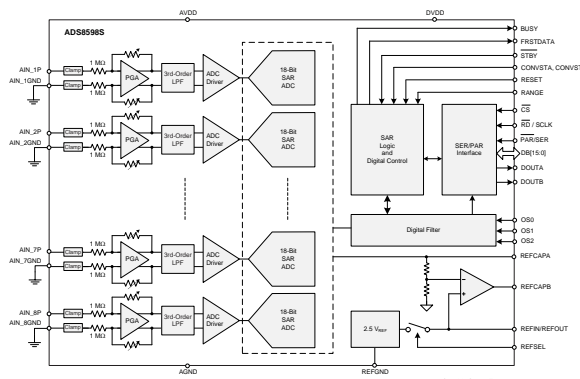 AVDD
DVDD
ADS8598S
BUSY
FRSTDATA
STBY
CONVSTA, CONVST
RESET
RANGE
CS
RD / SCLK
PAR/SER
DB[15:0]
DOUTA
DOUTB
OS0
OS1
OS2
REFCAPA
REFCAPB
REFIN/REFOUT
REFSEL
AIN_1P
AIN_1GND
Clamp
1 MΩ
Clamp
1 MΩ
PGA
3rd-Order
LPF
ADC
Driver
18-Bit
SAR
ADC
AIN_2P
AIN_2GND
Clamp
1 MΩ
Clamp
1 MΩ
PGA
3rd-Order
LPF
ADC
Driver
18-Bit
SAR
ADC
AIN_7P
AIN_7GND
Clamp
1 MΩ
Clamp
1 MΩ
PGA
3rd-Order
LPF
ADC
Driver
18-Bit
SAR
ADC
AIN_8P
AIN_8GND
Clamp
1 MΩ
Clamp
1 MΩ
PGA
3rd-Order
LPF
ADC
Driver
18-Bit
SAR
ADC
SAR
Logic
and
Digital Control
SER/PAR
Interface
Digital Filter
2.5 VREF
AGND
REFGND